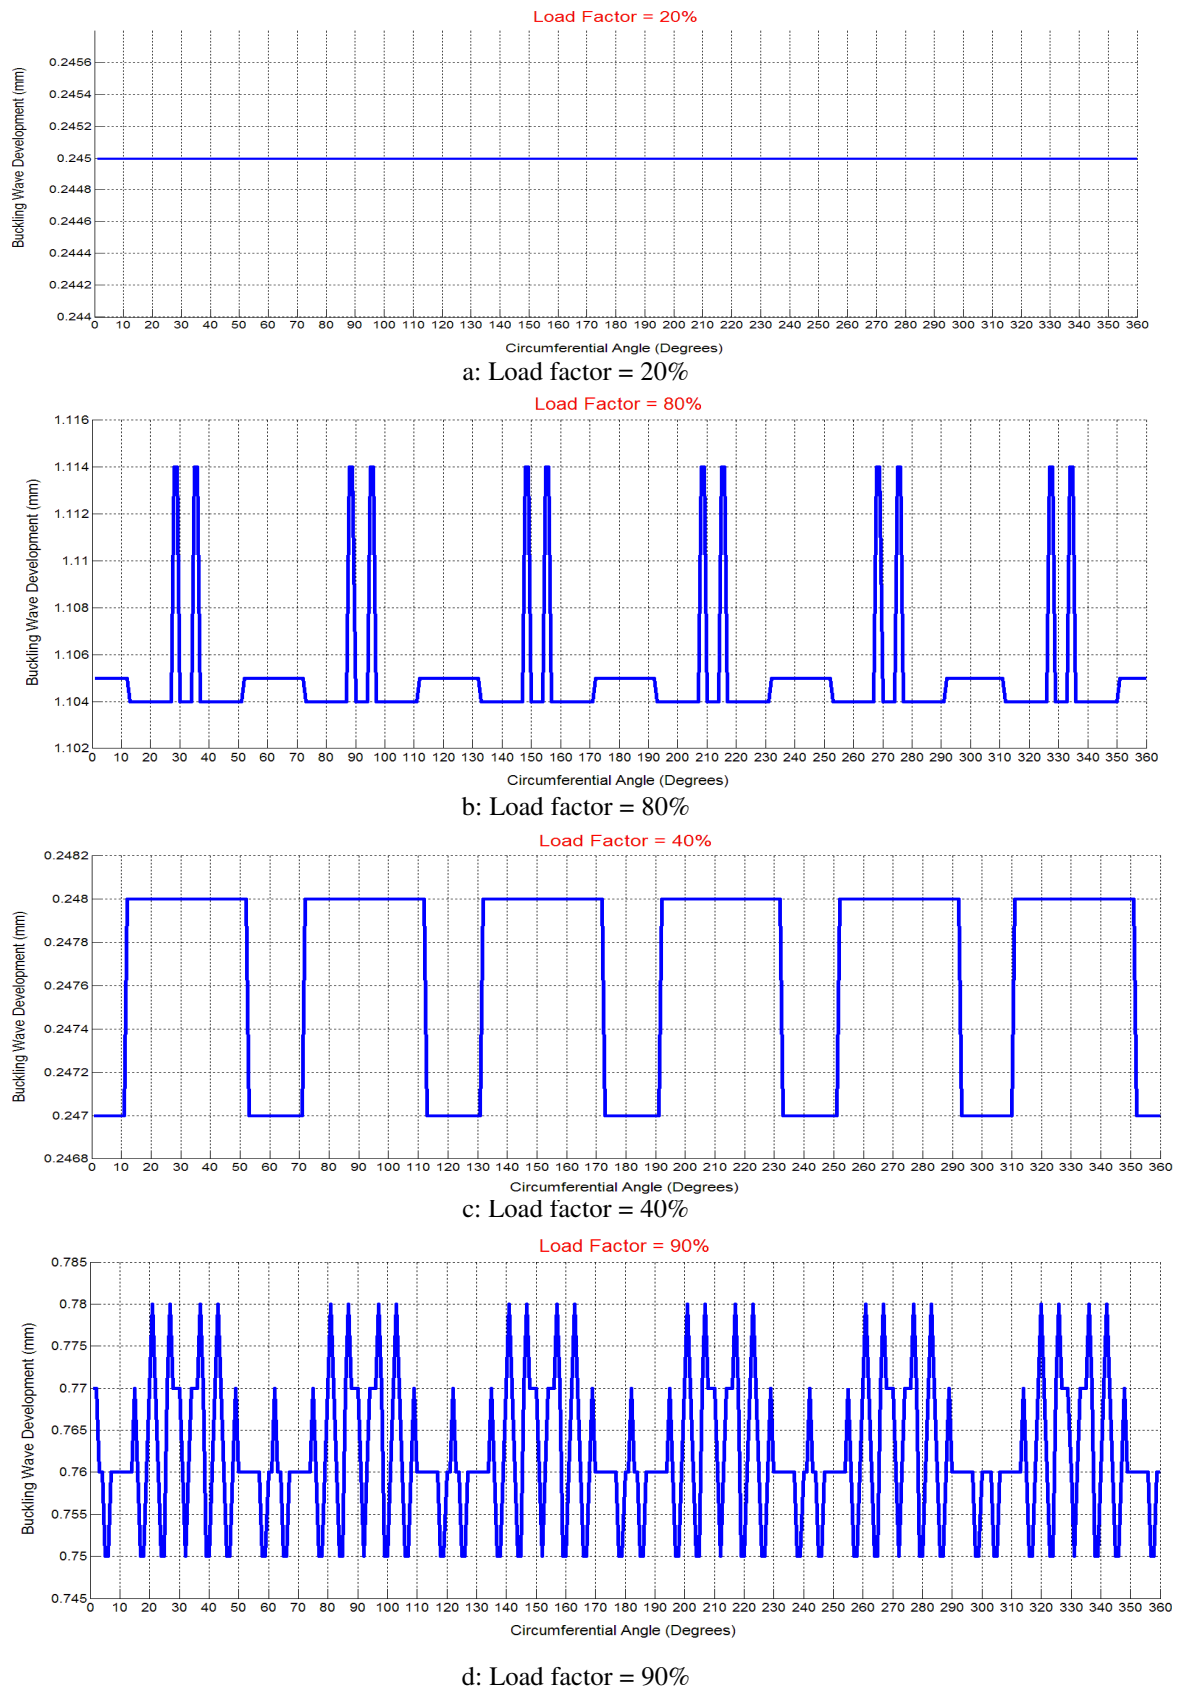 Load Factor = 20%
Buckling Wave Development (mm)
0.2456
0.2454
0.2452
0.245
0.2448
0.2446
0.2444
0.2442
0.244
0 10 20 30 40 50 60 70 80 90 100 110 120 130 140 150 160 170 180 190 200 210 220 230 240 250 260 270 280 290 300 310 320 330 340 350 360
Circumferential Angle (Degrees)
a: Load factor = 20%
Load Factor = 80%
Buckling Wave Development (mm)
1.116
1.114
1.112
1.11
1.108
1.106
1.104
1.102
0 10 20 30 40 50 60 70 80 90 100 110 120 130 140 150 160 170 180 190 200 210 220 230 240 250 260 270 280 290 300 310 320 330 340 350 360
Circumferential Angle (Degrees)
b: Load factor = 80%
Load Factor = 40%
Buckling Wave Development (mm)
0.2482
0.248
0.2478
0.2476
0.2474
0.2472
0.247
0.2468
0 10 20 30 40 50 60 70 80 90 100 110 120 130 140 150 160 170 180 190 200 210 220 230 240 250 260 270 280 290 300 310 320 330 340 350 360
Circumferential Angle (Degrees)
c: Load factor = 40%
Load Factor = 90%
Buckling Wave Development (mm)
0.785
0.78
0.775
0.77
0.765
0.76
0.755
0.75
0.745
0 10 20 30 40 50 60 70 80 90 100 110 120 130 140 150 160 170 180 190 200 210 220 230 240 250 260 270 280 290 300 310 320 330 340 350 360
Circumferential Angle (Degrees)
d: Load factor = 90%